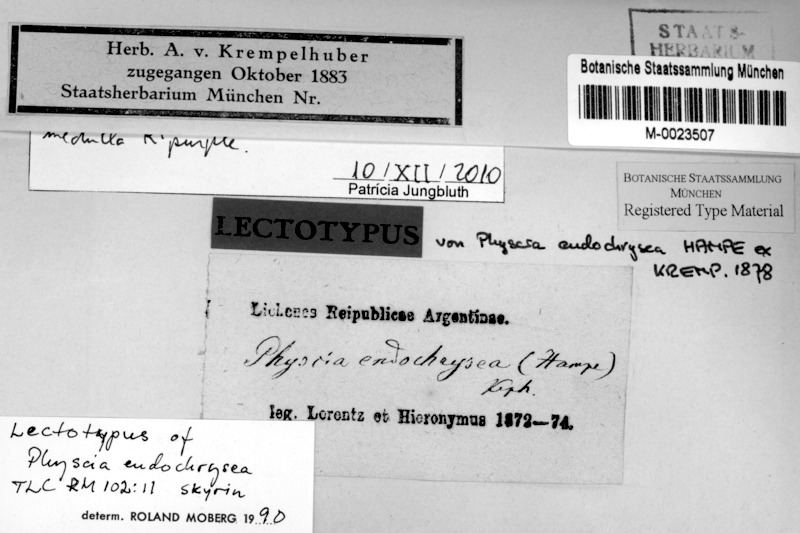 Herb. A. v. Krempelhuber
zugegangen Oktober 1883
Staatsherbarium München Nr.
STAATS-
HERBARIUM
Botanische Staatssammlung München
M-0023507
medulla K+ purple.
10/XII/2010
Patrícia Jungbluth
BOTANISCHE STAATSSAMMLUNG
MÜNCHEN
Registered Type Material
LECTOTYPUS
von Physcia endochrysea HAMPE ex
KREMP. 1878
Lichenes Reipublicae Argentinae.
Physcia endochrysea (Hampe)
Kph.
leg. Lorentz et Hieronymus 1872—74.
Lectotypus of
Physcia endochrysea
TLC RM 102:11 skyrin
determ. ROLAND MOBERG 1990